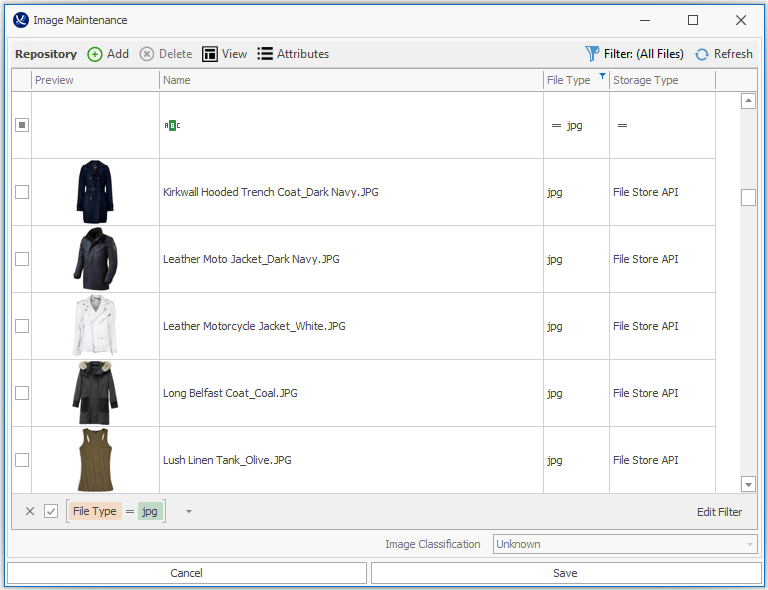 Image Maintenance
Repository Add Delete View Attributes Filter: (All Files) Refresh
Preview Name File Type Storage Type
ABC = jpg =
Kirkwall Hooded Trench Coat_Dark Navy.JPG jpg File Store API
Leather Moto Jacket_Dark Navy.JPG jpg File Store API
Leather Motorcycle Jacket_White.JPG jpg File Store API
Long Belfast Coat_Coal.JPG jpg File Store API
Lush Linen Tank_Olive.JPG jpg File Store API
File Type = jpg Edit Filter
Image Classification Unknown
Cancel Save